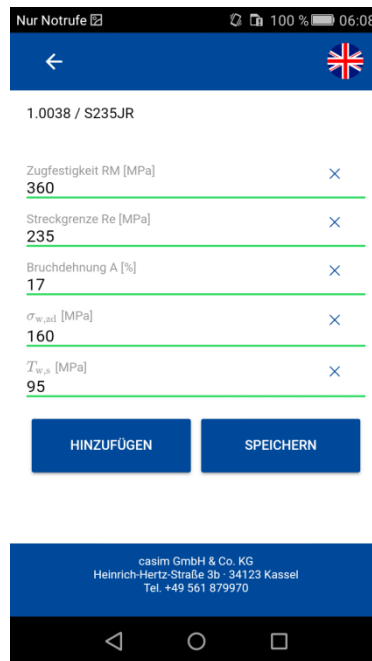 Nur Notrufe 100 % 06:08
1.0038 / S235JR
Zugfestigkeit RM [MPa]
360
Streckgrenze Re [MPa]
235
Bruchdehnung A [%]
17
σw,zd [MPa]
160
Tw,s [MPa]
95
HINZUFÜGEN SPEICHERN
casim GmbH & Co. KG
Heinrich-Hertz-Straße 3b · 34123 Kassel
Tel. +49 561 879970